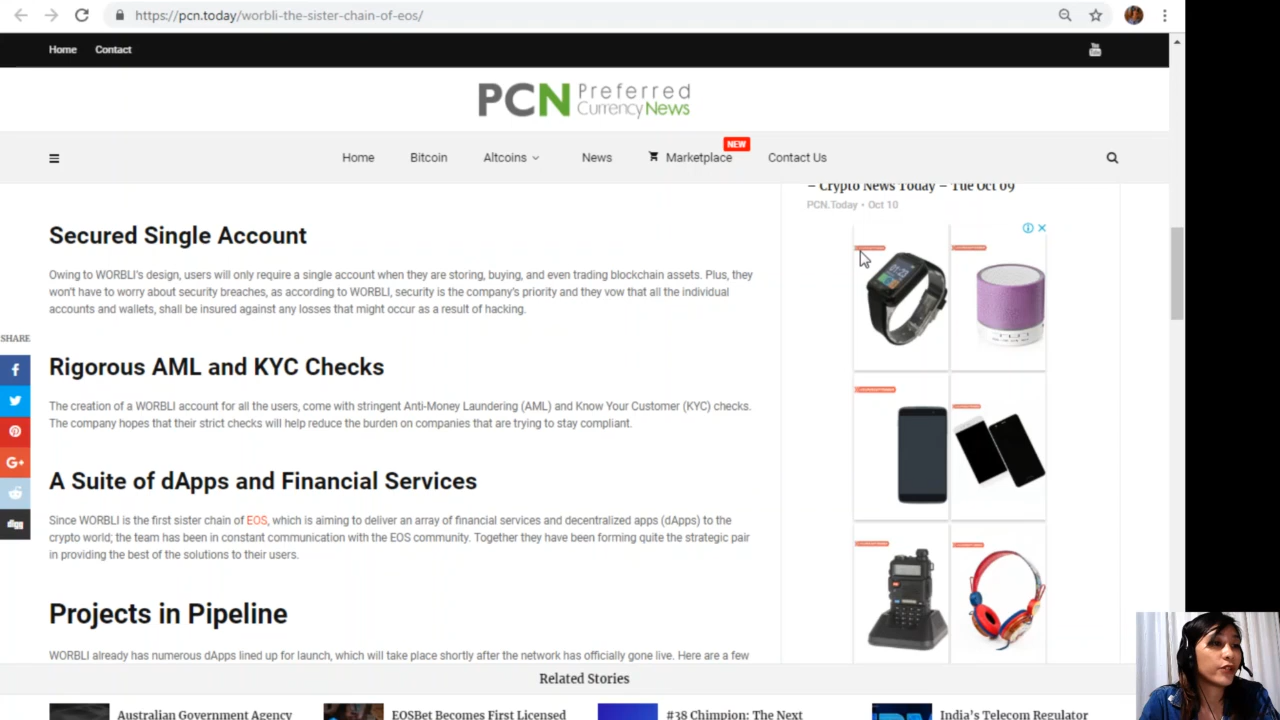 https://pcn.today/worbli-the-sister-chain-of-eos/
Home Contact
PCN Preferred Currency News
Home Bitcoin Altcoins News Marketplace NEW Contact Us
– Crypto News Today – Tue Oct 09
PCN.Today • Oct 10
Secured Single Account
Owing to WORBLI's design, users will only require a single account when they are storing, buying, and even trading blockchain assets. Plus, they
won't have to worry about security breaches, as according to WORBLI, security is the company's priority and they vow that all the individual
accounts and wallets, shall be insured against any losses that might occur as a result of hacking.
SHARE
Rigorous AML and KYC Checks
The creation of a WORBLI account for all the users, come with stringent Anti-Money Laundering (AML) and Know Your Customer (KYC) checks.
The company hopes that their strict checks will help reduce the burden on companies that are trying to stay compliant.
G+
digg
A Suite of dApps and Financial Services
Since WORBLI is the first sister chain of EOS, which is aiming to deliver an array of financial services and decentralized apps (dApps) to the
crypto world; the team has been in constant communication with the EOS community. Together they have been forming quite the strategic pair
in providing the best of the solutions to their users.
Projects in Pipeline
WORBLI already has numerous dApps lined up for launch, which will take place shortly after the network has officially gone live. Here are a few
Related Stories
Australian Government Agency
EOSBet Becomes First Licensed
#38 Chimpion: The Next
India's Telecom Regulator